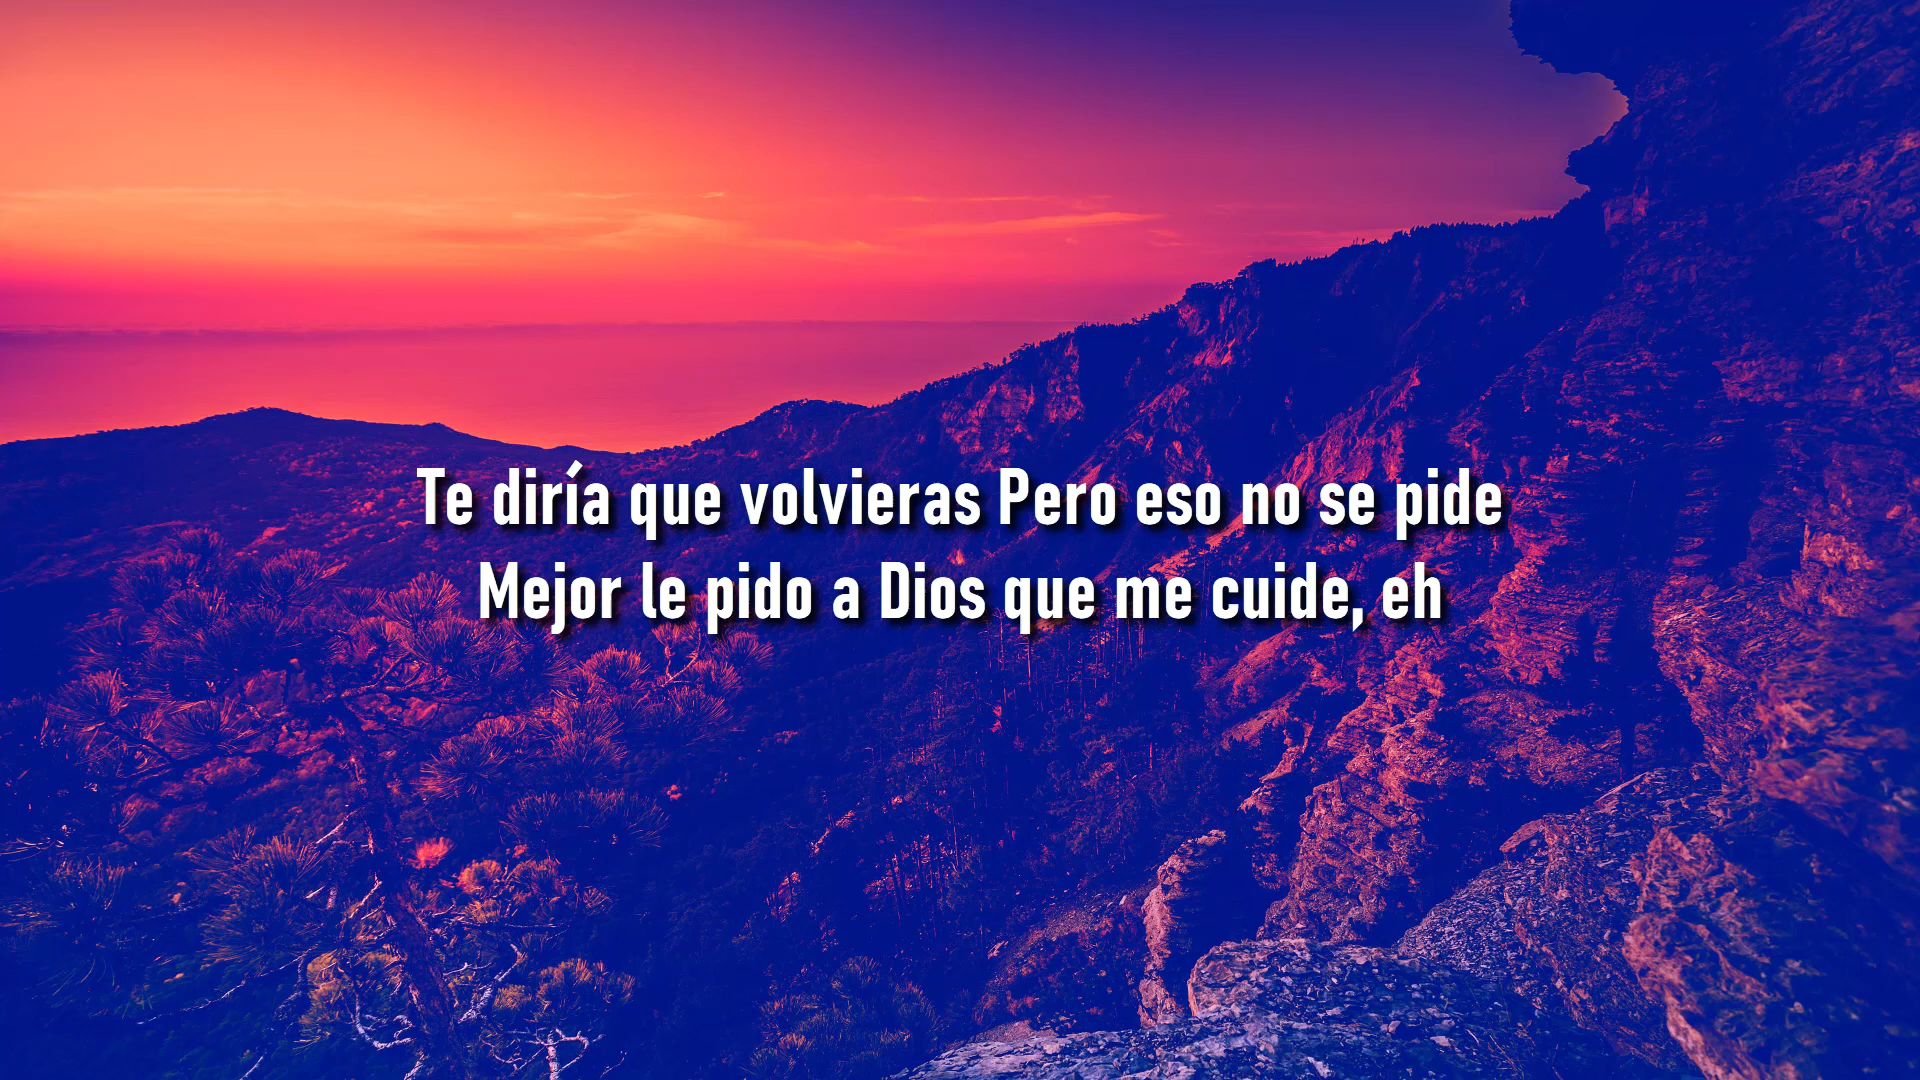 Te diría que volvieras Pero eso no se pide
Mejor le pido a Dios que me cuide, eh